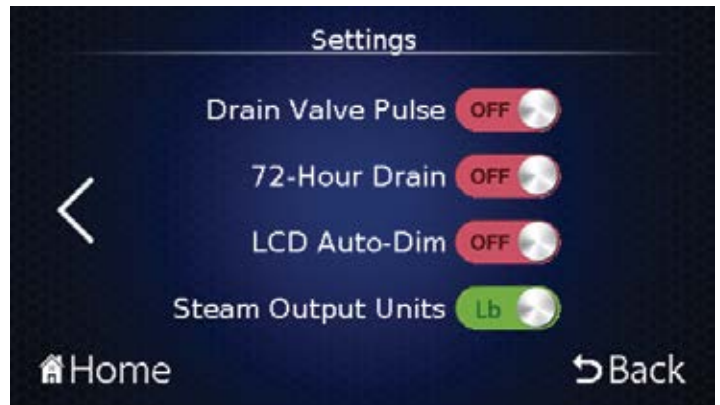 Settings
Drain Valve Pulse OFF
72-Hour Drain OFF
LCD Auto-Dim OFF
Steam Output Units Lb
Home Back